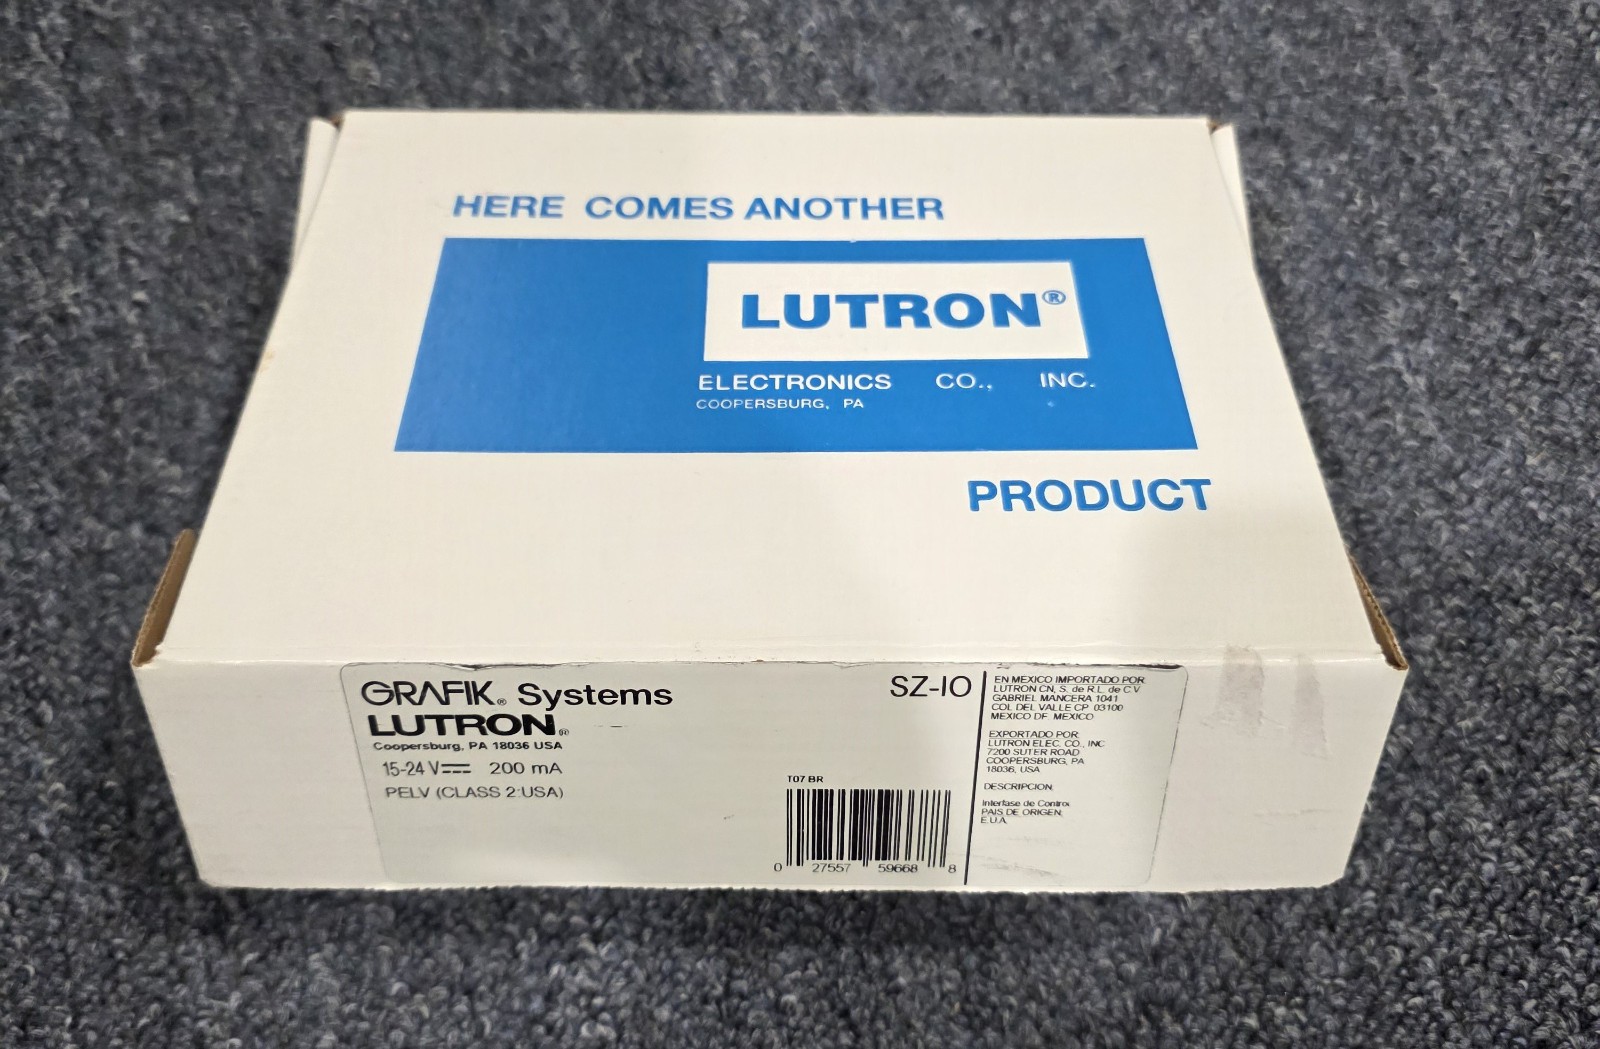 HERE COMES ANOTHER
LUTRON®
ELECTRONICS CO., INC.
COOPERSBURG, PA
PRODUCT
GRAFIK® Systems
LUTRON®
Coopersburg, PA 18036 USA
15-24 V⎓ 200 mA
PELV (CLASS 2:USA)
SZ-IO
T07 BR
0 27557 59668 8
EN MEXICO IMPORTADO POR
LUTRON CN, S. de R.L. de C.V
GABRIEL MANCERA 1041
COL DEL VALLE CP 03100
MEXICO DF MEXICO
EXPORTADO POR
LUTRON ELEC. CO., INC
7200 SUTER ROAD
COOPERSBURG, PA
18036, USA
DESCRIPCION
Interfase de Control
PAIS DE ORIGEN
E.U.A.